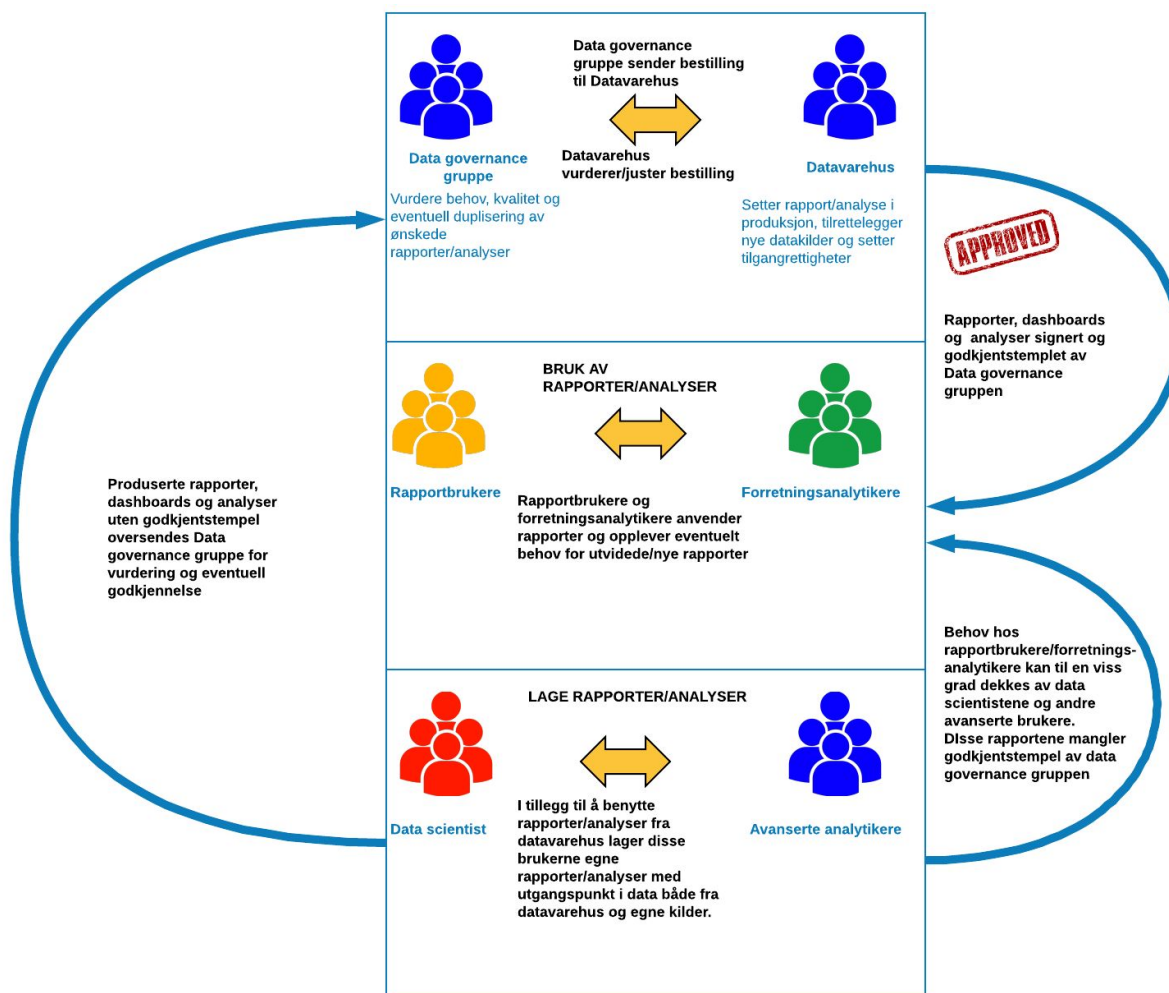 Data governance
gruppe sender bestilling
til Datavarehus
Datavarehus
vurderer/juster bestilling
Data governance
gruppe
Vurdere behov, kvalitet og
eventuell duplisering av
ønskede
rapporter/analyser
Datavarehus
Setter rapport/analyse i
produksjon, tilrettelegger
nye datakilder og setter
tilgangrettigheter
APPROVED
Rapporter, dashboards
og analyser signert og
godkjentstemplet av
Data governance
gruppen
BRUK AV
RAPPORTER/ANALYSER
Rapportbrukere
Forretningsanalytikere
Rapportbrukere og
forretningsanalytikere anvender
rapporter og opplever eventuelt
behov for utvidede/nye rapporter
Produserte rapporter,
dashboards og analyser
uten godkjentstempel
oversendes Data
governance gruppe for
vurdering og eventuell
godkjennelse
Behov hos
rapportbrukere/forretnings-
analytikere kan til en viss
grad dekkes av data
scientistene og andre
avanserte brukere.
DIsse rapportene mangler
godkjentstempel av data
governance gruppen
LAGE RAPPORTER/ANALYSER
Data scientist
Avanserte analytikere
I tillegg til å benytte
rapporter/analyser fra
datavarehus lager disse
brukerne egne
rapporter/analyser med
utgangspunkt i data både fra
datavarehus og egne kilder.